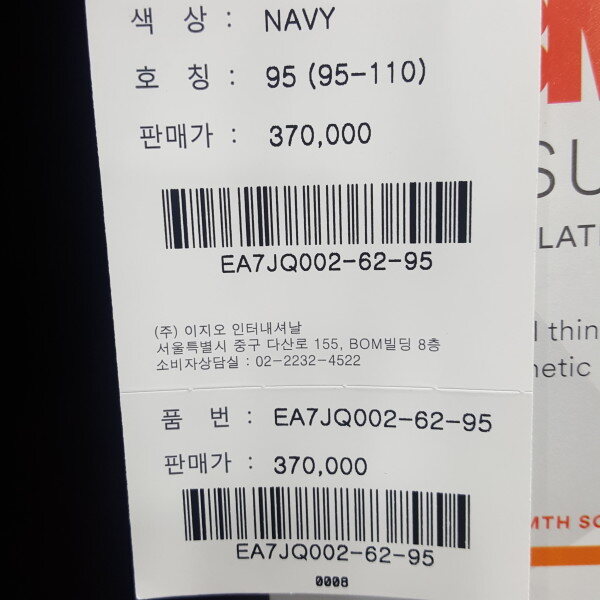 색 상 : NAVY
호 칭 : 95 (95-110)
판매가 : 370,000
EA7JQ002-62-95
(주) 이지오 인터내셔날
서울특별시 중구 다산로 155, BOM빌딩 8층
소비자상담실 : 02-2232-4522
품 번 : EA7JQ002-62-95
판매가 : 370,000
EA7JQ002-62-95
0008
M
SU
LAT
l thin
netic
MTH SO